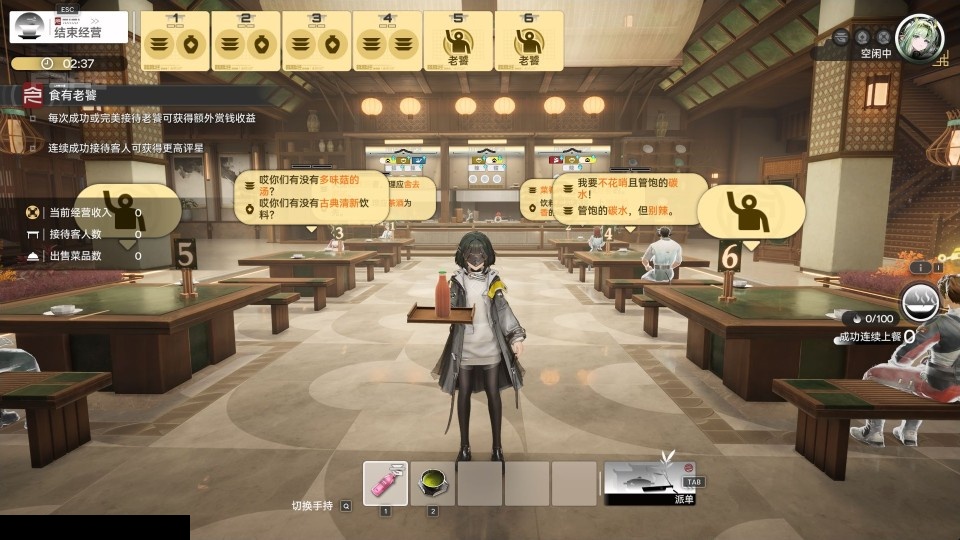 ESC
结束经营
02:37
1
2
3
4
5
老饕
6
老饕
空闲中
食有老饕
每次成功或完美接待老饕可获得额外赏钱收益
连续成功接待客人可获得更高评星
当前经营收入 0
接待客人数 0
出售菜品数 0
哎你们有没有多味菇的
汤?
哎你们有没有古典清新饮
料?
我要不花哨且管饱的碳
水!
管饱的碳水，但别辣。
3
4
5
6
0/100
成功连续上餐 0
切换手持 Q
1
2
TAB
派单